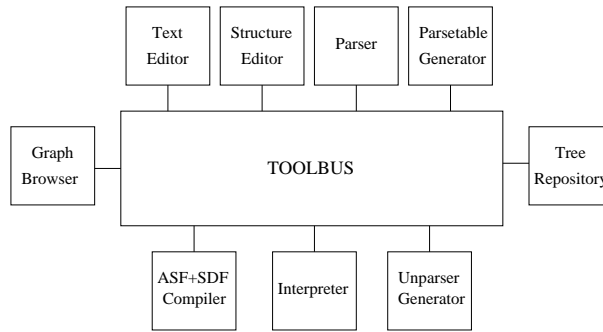 Text
Editor
Structure
Editor
Parser
Parsetable
Generator
Graph
Browser
TOOLBUS
Tree
Repository
ASF+SDF
Compiler
Interpreter
Unparser
Generator